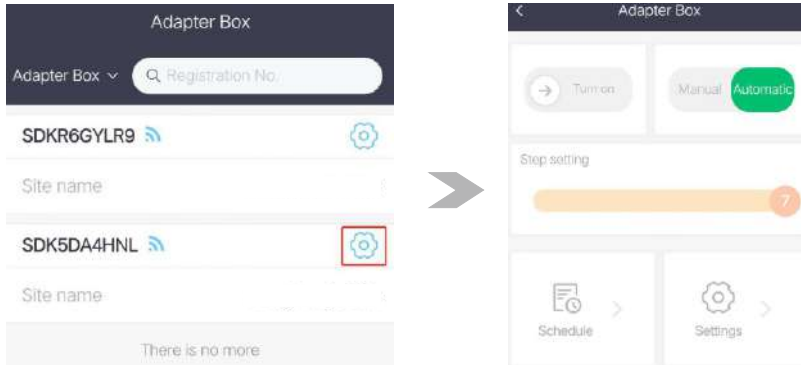 Adapter Box
Adapter Box
Registration No.
SDKR6GYLR9
Site name
SDK5DA4HNL
Site name
There is no more
Adapter Box
Turn on
Manual
Automatic
Step setting
7
Schedule
Settings